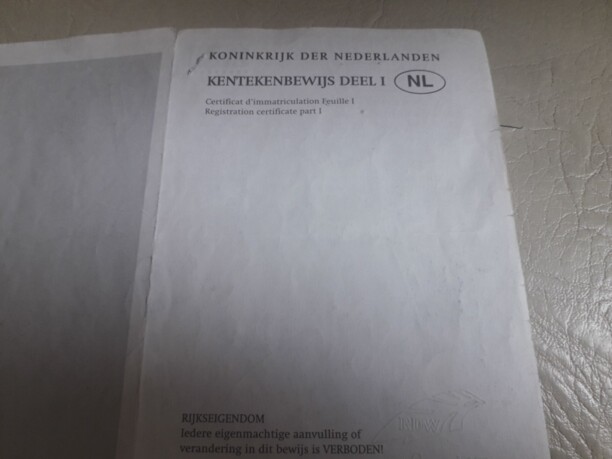 KONINKRIJK DER NEDERLANDEN
KENTEKENBEWIJS DEEL I NL
Certificat d'immatriculation Feuille I
Registration certificate part I
RDW
RIJKSEIGENDOM
Iedere eigenmachtige aanvulling of
verandering in dit bewijs is VERBODEN!